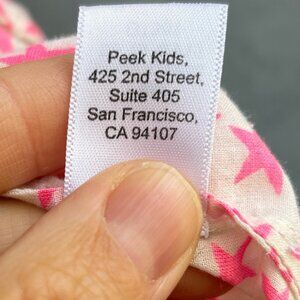 Peek Kids,
425 2nd Street,
Suite 405
San Francisco,
CA 94107